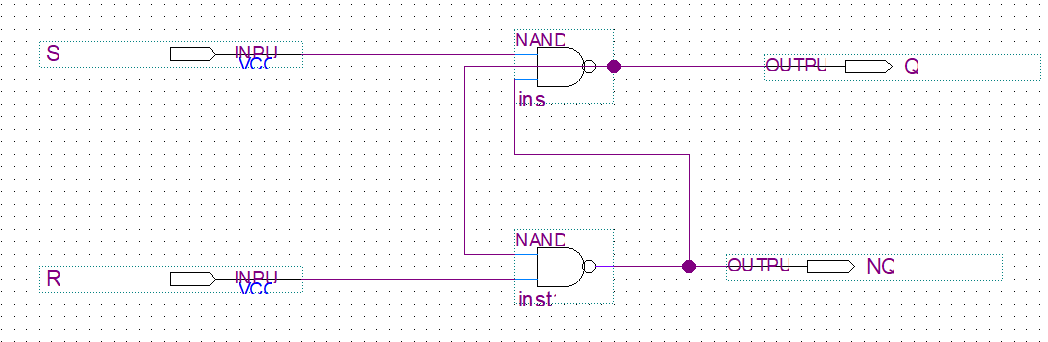 NAND
S INPU VCC
OUTPU Q
ins
NAND
R INPU VCC
OUTPU NQ
inst